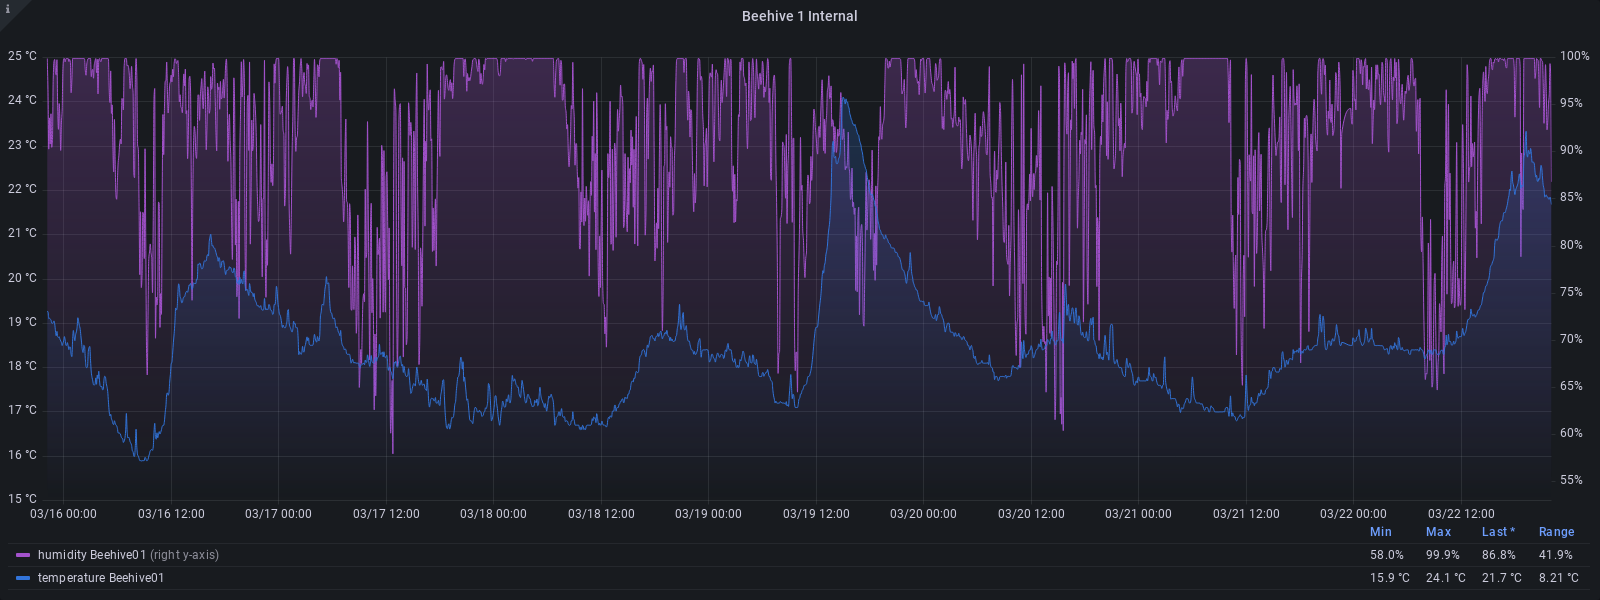 i
Beehive 1 Internal
25 °C 100%
24 °C 95%
23 °C 90%
22 °C 85%
21 °C 80%
20 °C 75%
19 °C 70%
18 °C 65%
17 °C 60%
16 °C 55%
15 °C
03/16 00:00 03/16 12:00 03/17 00:00 03/17 12:00 03/18 00:00 03/18 12:00 03/19 00:00 03/19 12:00 03/20 00:00 03/20 12:00 03/21 00:00 03/21 12:00 03/22 00:00 03/22 12:00
Min Max Last * Range
humidity Beehive01 (right y-axis) 58.0% 99.9% 86.8% 41.9%
temperature Beehive01 15.9 °C 24.1 °C 21.7 °C 8.21 °C